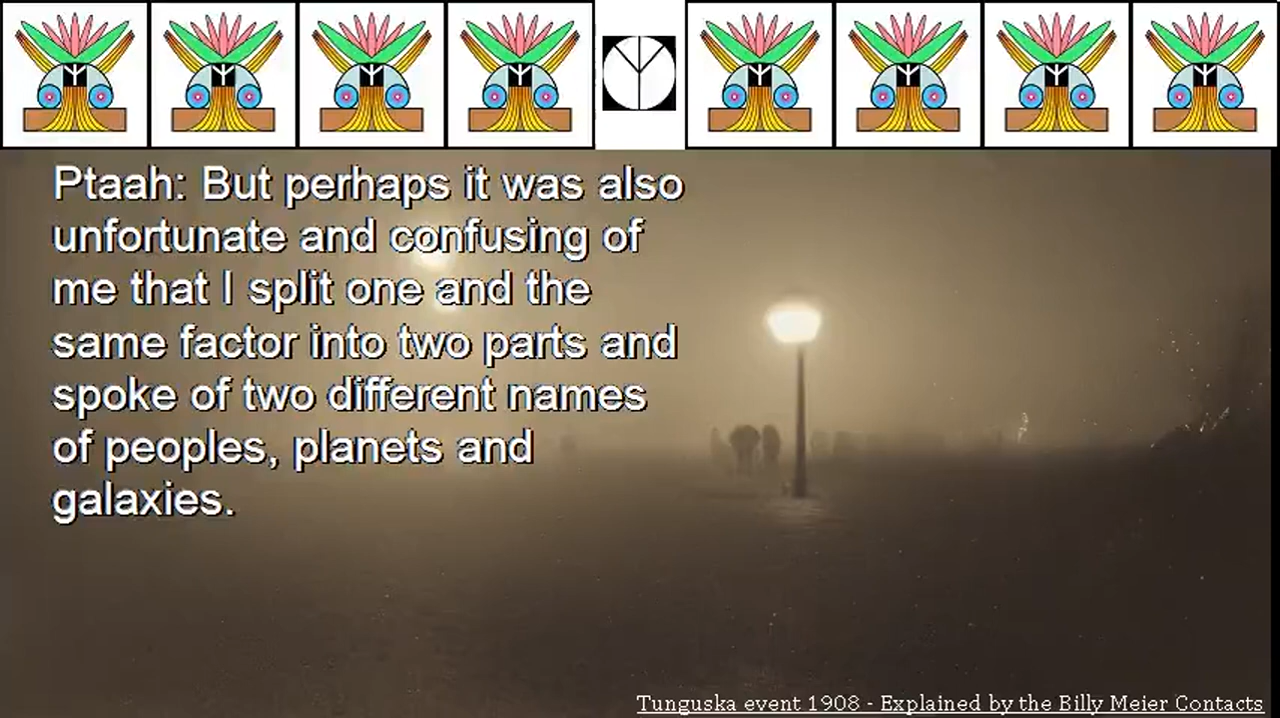 Ptaah: But perhaps it was also
unfortunate and confusing of
me that I split one and the
same factor into two parts and
spoke of two different names
of peoples, planets and
galaxies.
Tunguska event 1908 - Explained by the Billy Meier Contacts